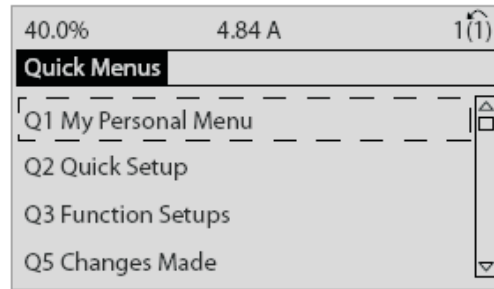 40.0% 4.84 A 1(1)
Quick Menus
Q1 My Personal Menu
Q2 Quick Setup
Q3 Function Setups
Q5 Changes Made